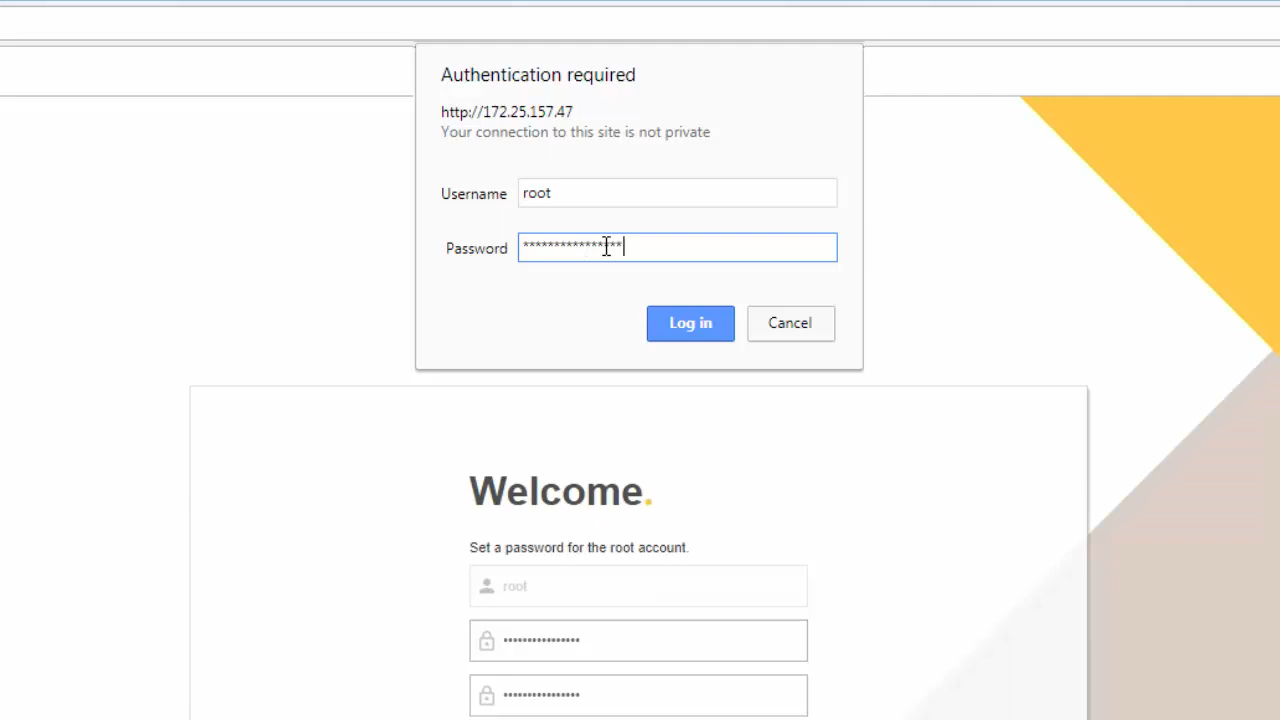 Authentication required
http://172.25.157.47
Your connection to this site is not private
Username root
Password ****************
Log in Cancel
Welcome.
Set a password for the root account.
root
••••••••••••••••
••••••••••••••••